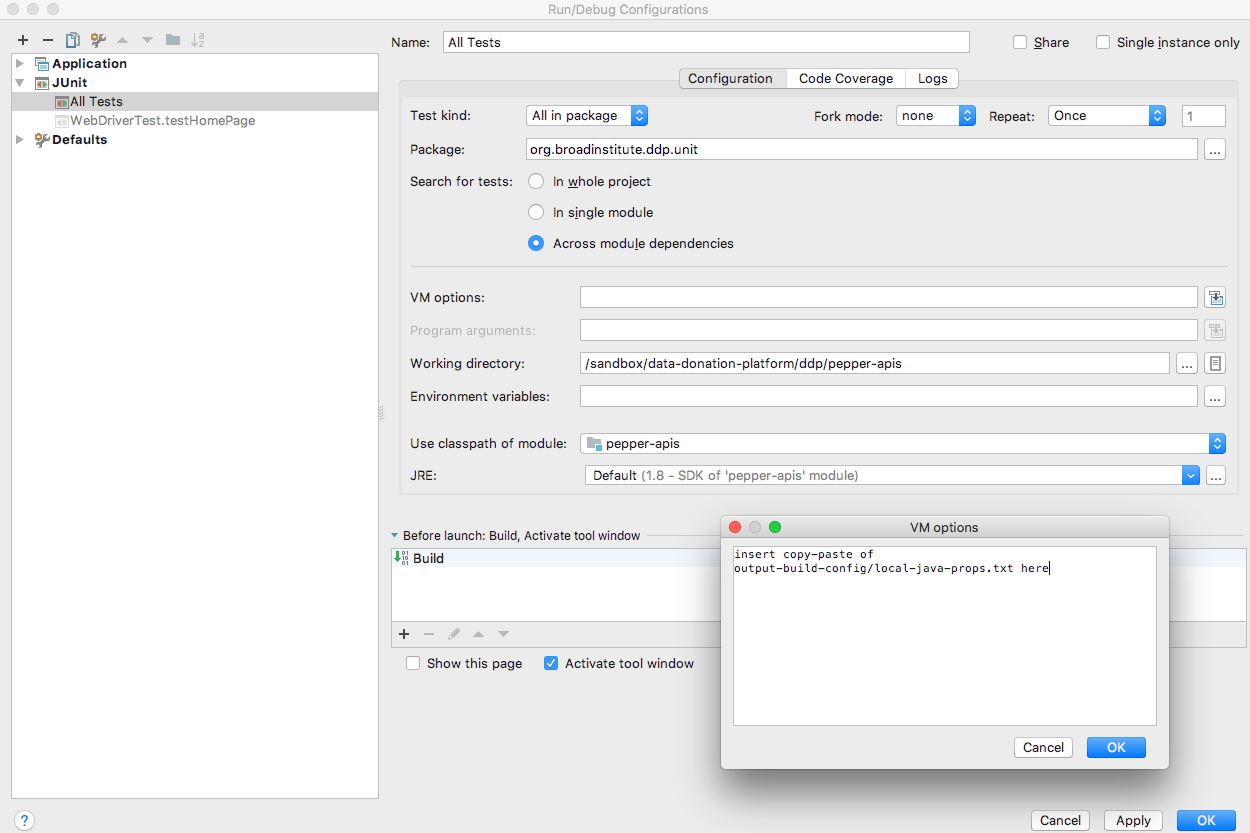 Run/Debug Configurations
Application
JUnit
All Tests
WebDriverTest.testHomePage
Defaults
Name: All Tests Share Single instance only
Configuration Code Coverage Logs
Test kind: All in package Fork mode: none Repeat: Once 1
Package: org.broadinstitute.ddp.unit ...
Search for tests: In whole project
In single module
Across module dependencies
VM options:
Program arguments:
Working directory: /sandbox/data-donation-platform/ddp/pepper-apis ...
Environment variables: ...
Use classpath of module: pepper-apis
JRE: Default (1.8 - SDK of 'pepper-apis' module) ...
Before launch: Build, Activate tool window
Build
Show this page Activate tool window
VM options
insert copy-paste of
output-build-config/local-java-props.txt here
Cancel OK
? Cancel Apply OK